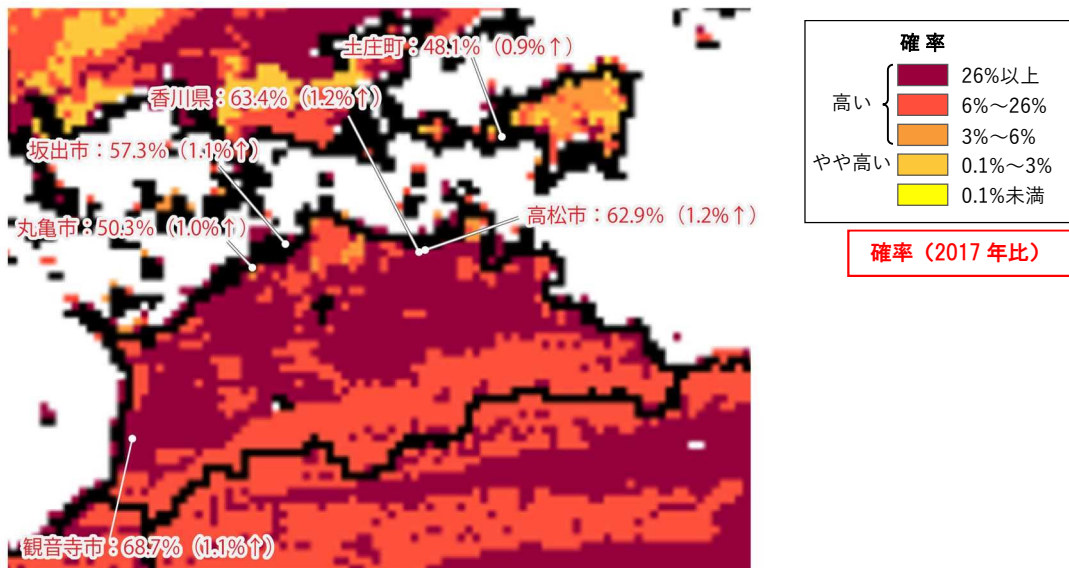 土庄町：48.1%（0.9%↑）
香川県：63.4%（1.2%↑）
坂出市：57.3%（1.1%↑）
丸亀市：50.3%（1.0%↑）
高松市：62.9%（1.2%↑）
観音寺市：68.7%（1.1%↑）
確 率
高い
26%以上
6%～26%
3%～6%
やや高い
0.1%～3%
0.1%未満
確率（2017 年比）